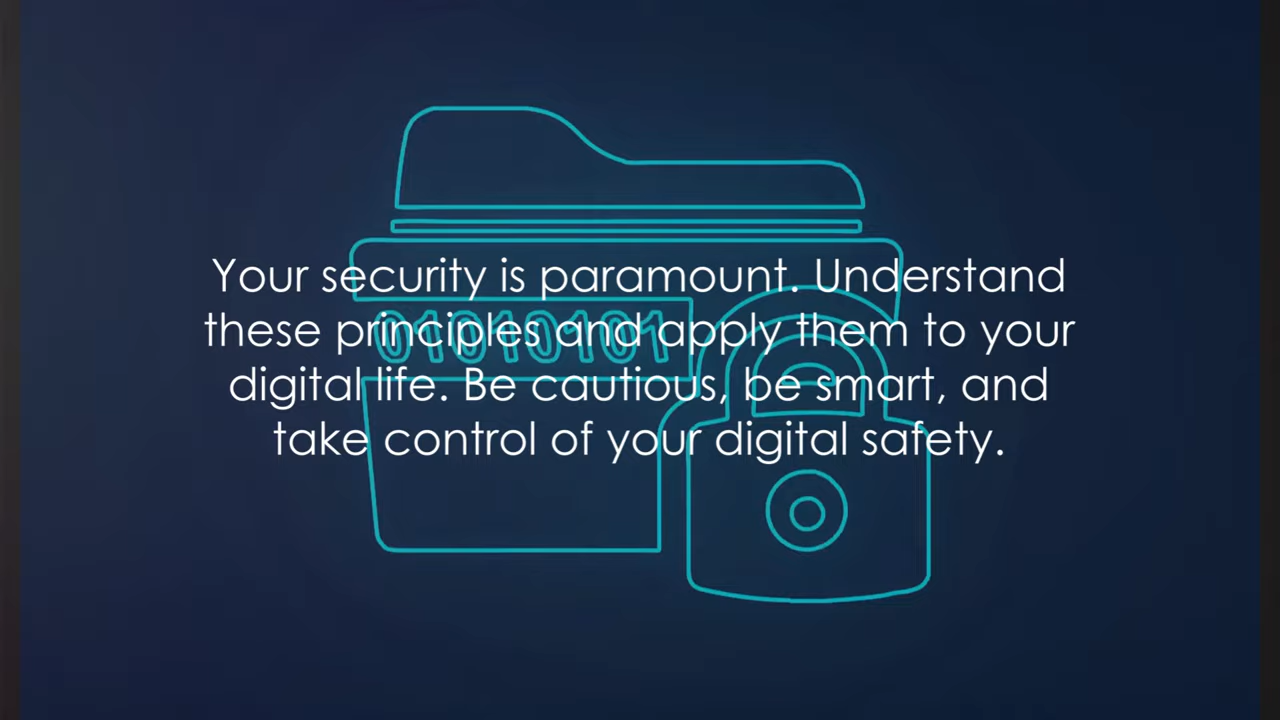 Your security is paramount. Understand
these principles and apply them to your
digital life. Be cautious, be smart, and
take control of your digital safety.
01010101